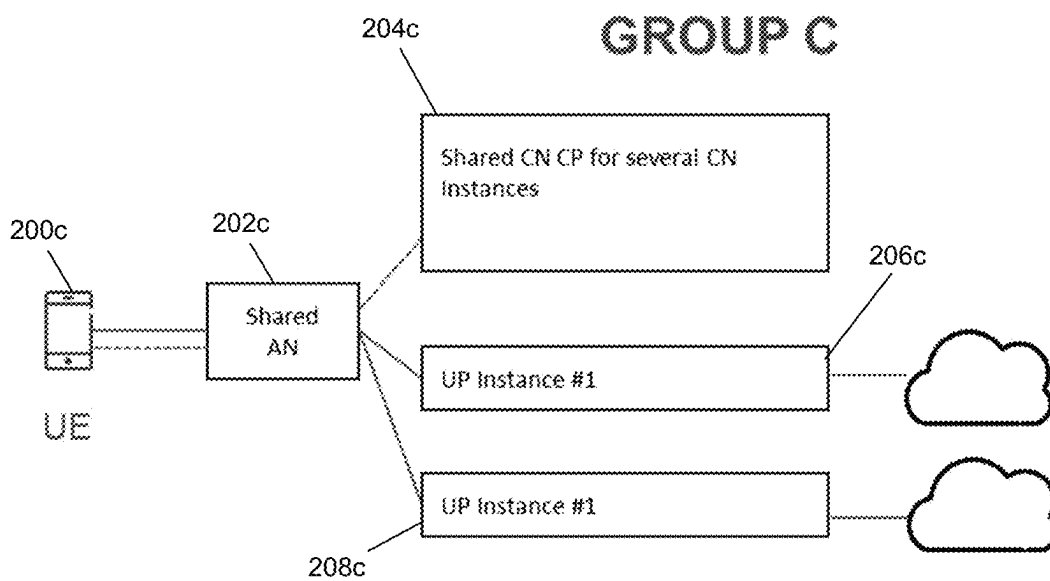 204c
GROUP C
Shared CN CP for several CN
Instances
200c
202c
206c
Shared
AN
UP Instance #1
UE
UP Instance #1
208c